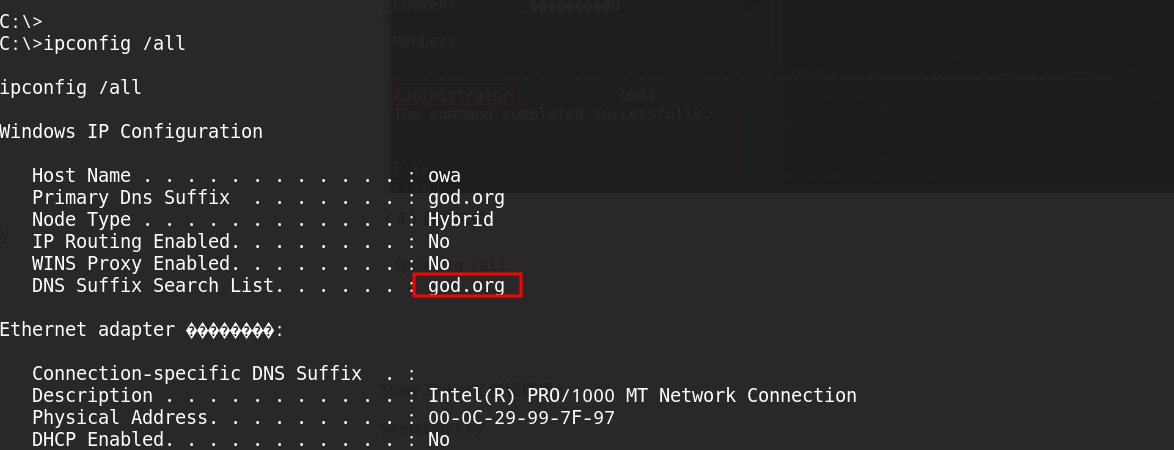 C:\>
C:\>ipconfig /all
ipconfig /all
Windows IP Configuration
Host Name . . . . . . . . . . . . : owa
Primary Dns Suffix  . . . . . . . : god.org
Node Type . . . . . . . . . . . . : Hybrid
IP Routing Enabled. . . . . . . . : No
WINS Proxy Enabled. . . . . . . . : No
DNS Suffix Search List. . . . . . : god.org
Ethernet adapter ���������:
Connection-specific DNS Suffix  . :
Description . . . . . . . . . . . : Intel(R) PRO/1000 MT Network Connection
Physical Address. . . . . . . . . : 00-0C-29-99-7F-97
DHCP Enabled. . . . . . . . . . . : No
Comment
Members
Administrator OWA$
The command completed successfully.
C:\>
ipconfig /all